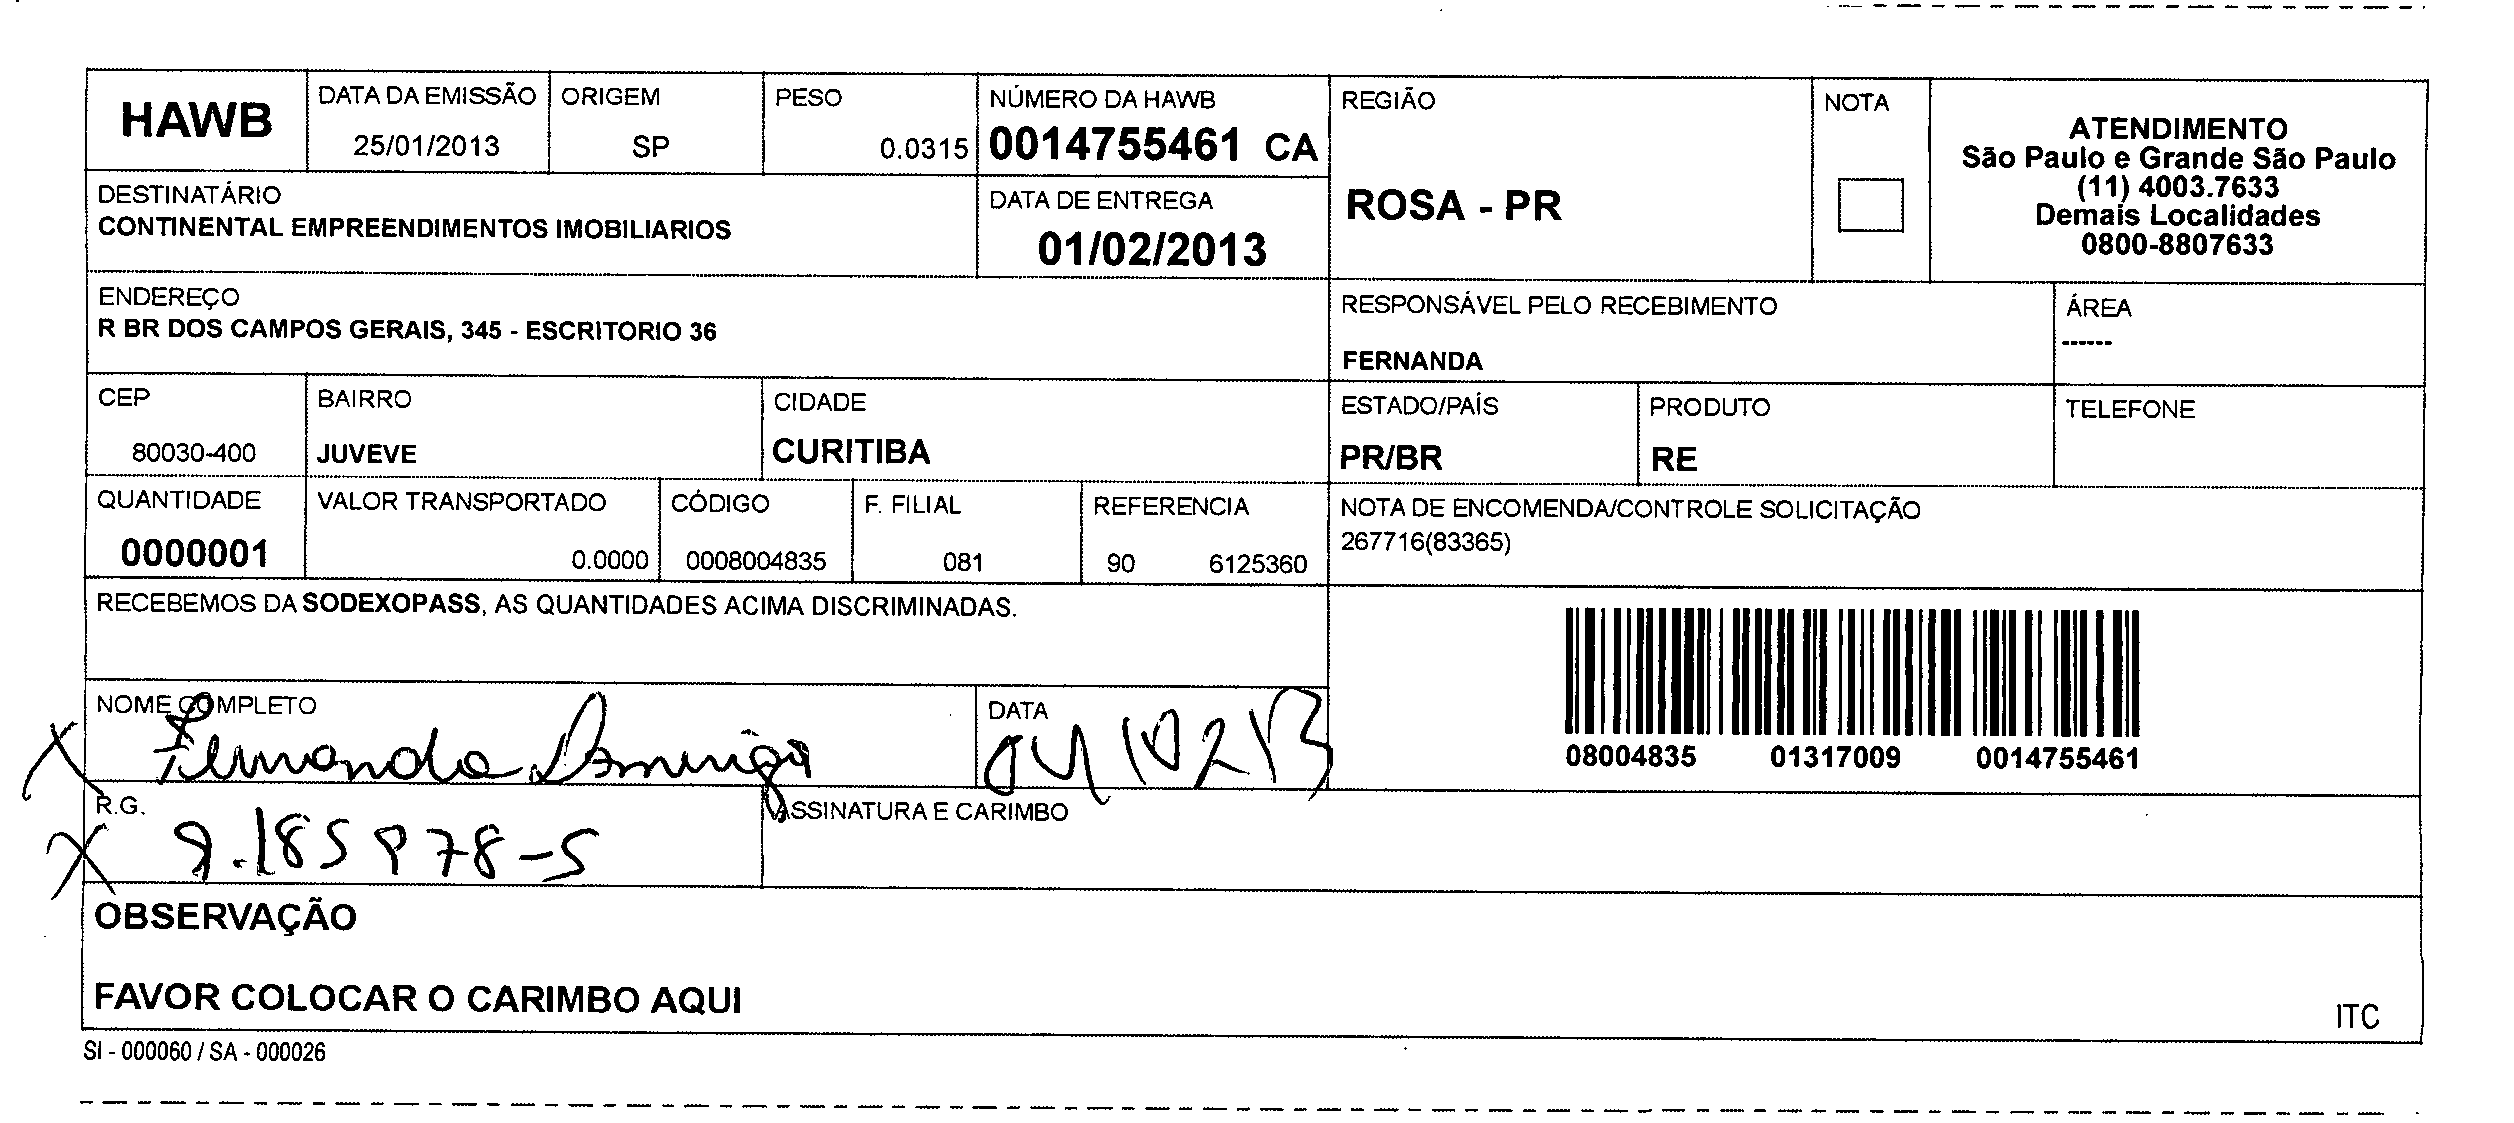 HAWB
DATA DA EMISSÃO
25/01/2013
ORIGEM
SP
PESO
0.0315
NÚMERO DA HAWB
0014755461 CA
REGIÃO
ROSA - PR
NOTA
ATENDIMENTO
São Paulo e Grande São Paulo
(11) 4003.7633
Demais Localidades
0800-8807633
DESTINATÁRIO
CONTINENTAL EMPREENDIMENTOS IMOBILIARIOS
DATA DE ENTREGA
01/02/2013
ENDEREÇO
R BR DOS CAMPOS GERAIS, 345 - ESCRITORIO 36
RESPONSÁVEL PELO RECEBIMENTO
FERNANDA
ÁREA
------
CEP
80030-400
BAIRRO
JUVEVE
CIDADE
CURITIBA
ESTADO/PAÍS
PR/BR
PRODUTO
RE
TELEFONE
QUANTIDADE
0000001
VALOR TRANSPORTADO
0.0000
CÓDIGO
0008004835
F. FILIAL
081
REFERENCIA
90 6125360
NOTA DE ENCOMENDA/CONTROLE SOLICITAÇÃO
267716(83365)
RECEBEMOS DA SODEXOPASS, AS QUANTIDADES ACIMA DISCRIMINADAS.
08004835 01317009 0014755461
NOME COMPLETO
X Fernanda
DATA
04/02/13
R.G.
X 9.185978-5
ASSINATURA E CARIMBO
OBSERVAÇÃO
FAVOR COLOCAR O CARIMBO AQUI
ITC
SI - 000060 / SA - 000026